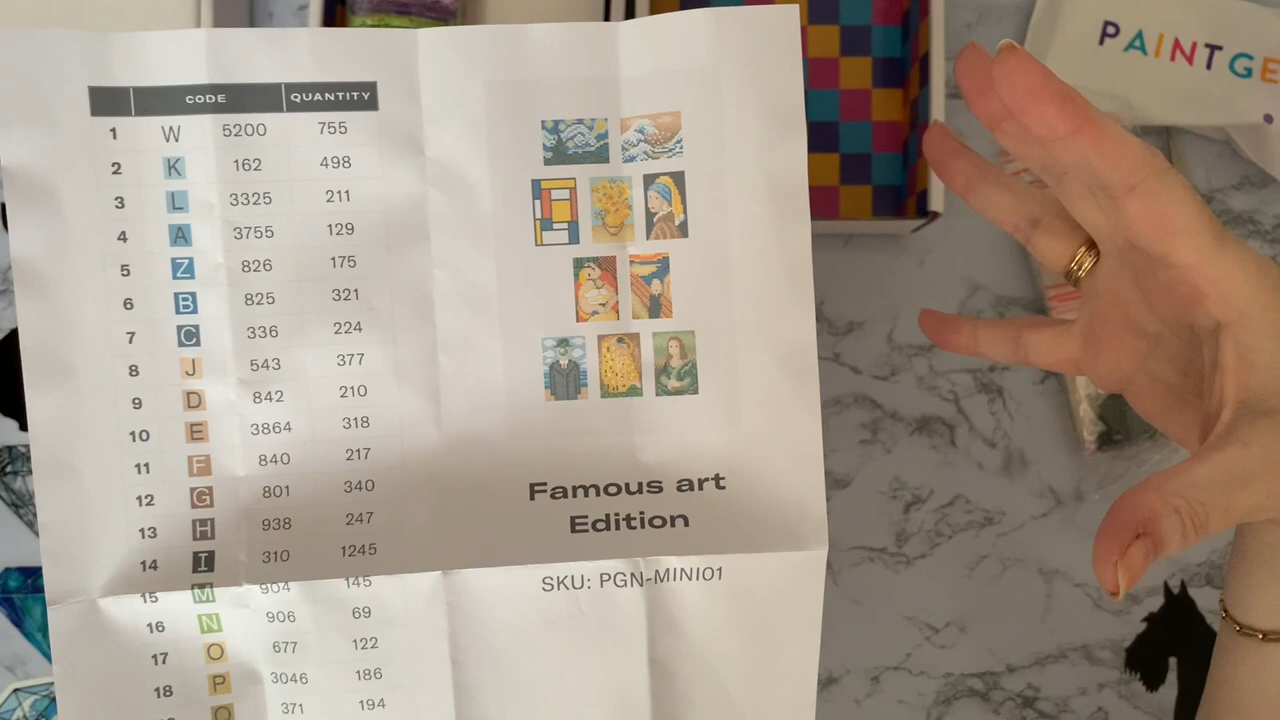 PAINTGE
CODE QUANTITY
1 W 5200 755
2 K 162 498
3 L 3325 211
4 A 3755 129
5 Z 826 175
6 B 825 321
7 C 336 224
8 J 543 377
9 D 842 210
10 E 3864 318
11 F 840 217
12 G 801 340
13 H 938 247
14 I 310 1245
15 M 904 145
16 N 906 69
17 O 677 122
18 P 3046 186
Q 371 194
Famous art
Edition
SKU: PGN-MINI01